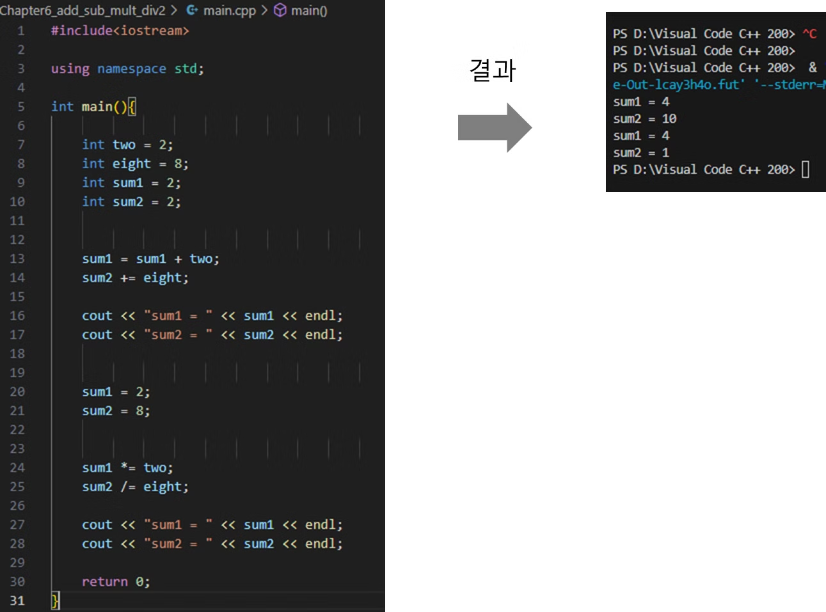 Chapter6_add_sub_mult_div2 > main.cpp > main()
1 #include<iostream>
2
3 using namespace std;
4
5 int main(){
6
7 int two = 2;
8 int eight = 8;
9 int sum1 = 2;
10 int sum2 = 2;
11
12
13 sum1 = sum1 + two;
14 sum2 += eight;
15
16 cout << "sum1 = " << sum1 << endl;
17 cout << "sum2 = " << sum2 << endl;
18
19
20 sum1 = 2;
21 sum2 = 8;
22
23
24 sum1 *= two;
25 sum2 /= eight;
26
27 cout << "sum1 = " << sum1 << endl;
28 cout << "sum2 = " << sum2 << endl;
29
30 return 0;
31 }
결과
PS D:\Visual Code C++ 200> ^C
PS D:\Visual Code C++ 200>
PS D:\Visual Code C++ 200> &
e-Out-lcay3h4o.fut' '--stderr=M
sum1 = 4
sum2 = 10
sum1 = 4
sum2 = 1
PS D:\Visual Code C++ 200>